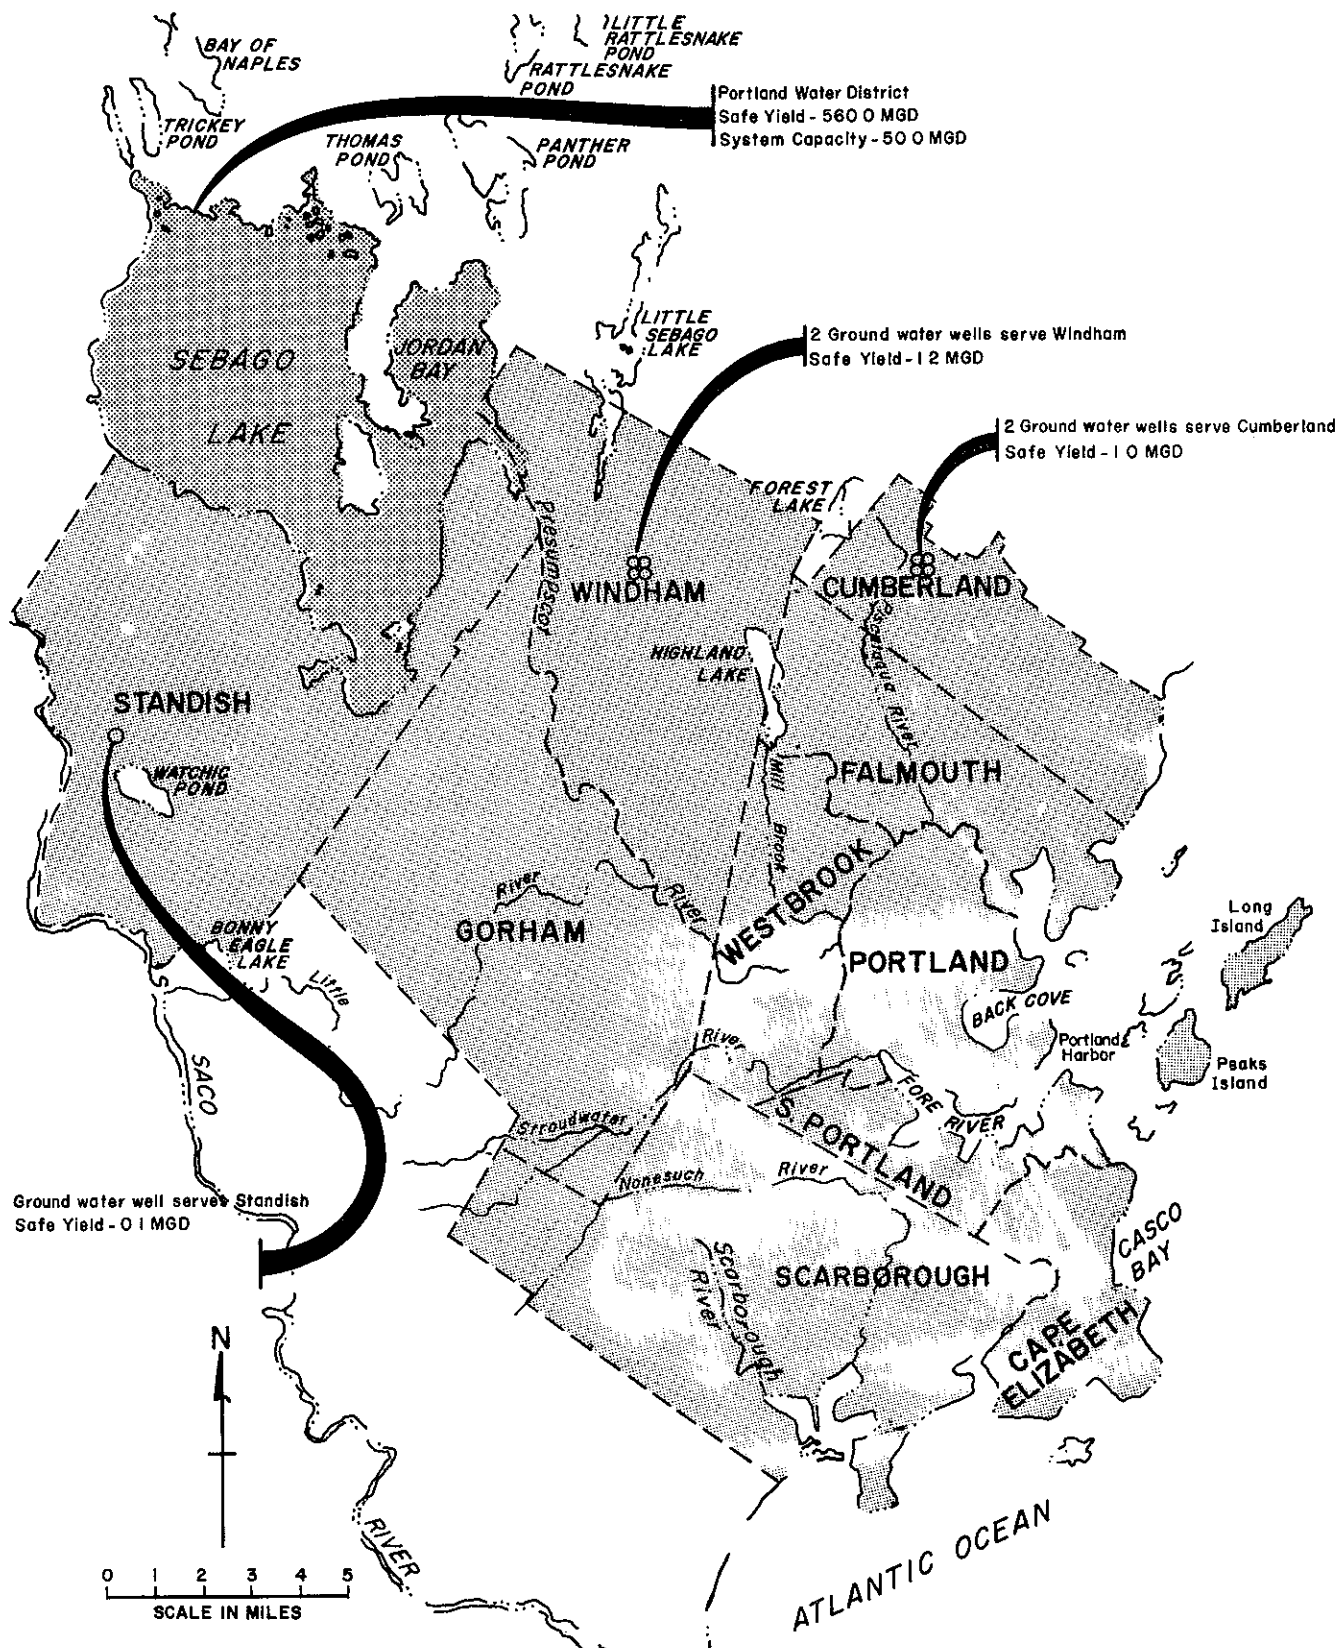 BAY OF
NAPLES
LITTLE
RATTLESNAKE
POND
RATTLESNAKE
POND
Portland Water District
Safe Yield - 560 0 MGD
System Capacity - 50 0 MGD
TRICKEY
POND
THOMAS
POND
PANTHER
POND
SEBAGO
LAKE
JORDAN
BAY
LITTLE
SEBAGO
LAKE
2 Ground water wells serve Windham
Safe Yield - 1 2 MGD
2 Ground water wells serve Cumberland
Safe Yield - 1 0 MGD
FOREST
LAKE
Presumpscot
WINDHAM
CUMBERLAND
HIGHLAND
LAKE
River
STANDISH
WATCHIC
POND
Mill
Brook
FALMOUTH
WESTBROOK
River
River
GORHAM
PORTLAND
Long
Island
BONNY
EAGLE
LAKE
Little
BACK COVE
Portland
Harbor
Peaks
Island
SACO
River
FORE
RIVER
Stroudwater
S. PORTLAND
Nonesuch
River
Ground water well serves Standish
Safe Yield - 0 1 MGD
CASCO
BAY
Scarborough
River
SCARBOROUGH
CAPE
ELIZABETH
N
RIVER
ATLANTIC OCEAN
0 1 2 3 4 5
SCALE IN MILES